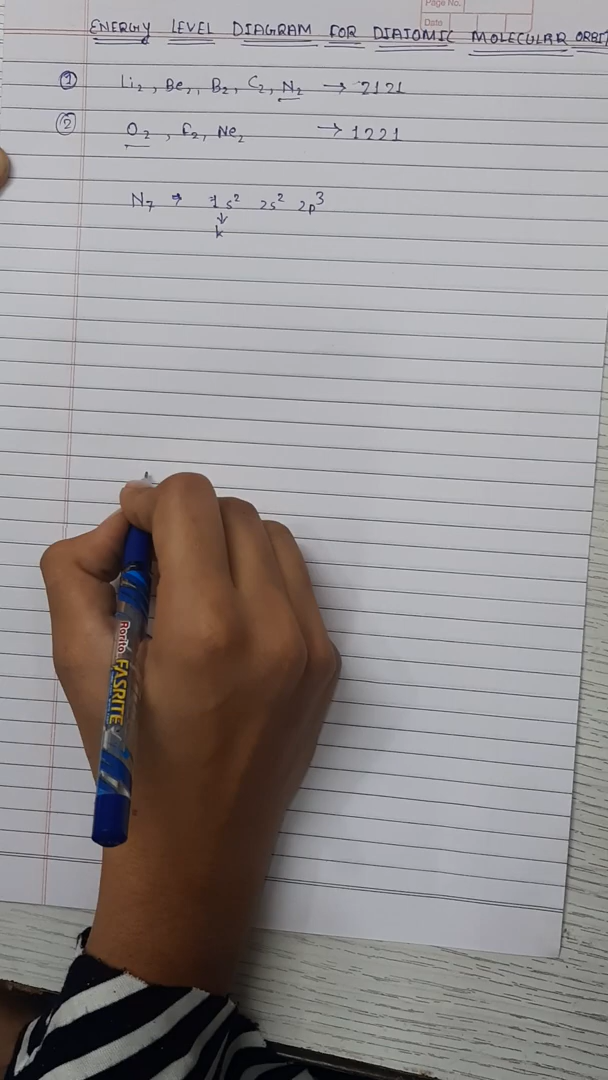 Page No.
Date
ENERGY LEVEL DIAGRAM FOR DIATOMIC MOLECULAR ORBIT
① Li₂, Be₂, B₂, C₂, N₂ → 2121
② O₂, F₂, Ne₂ → 1221
N₇ → 1s² 2s² 2p³
↓
k
Rorito FASRITE